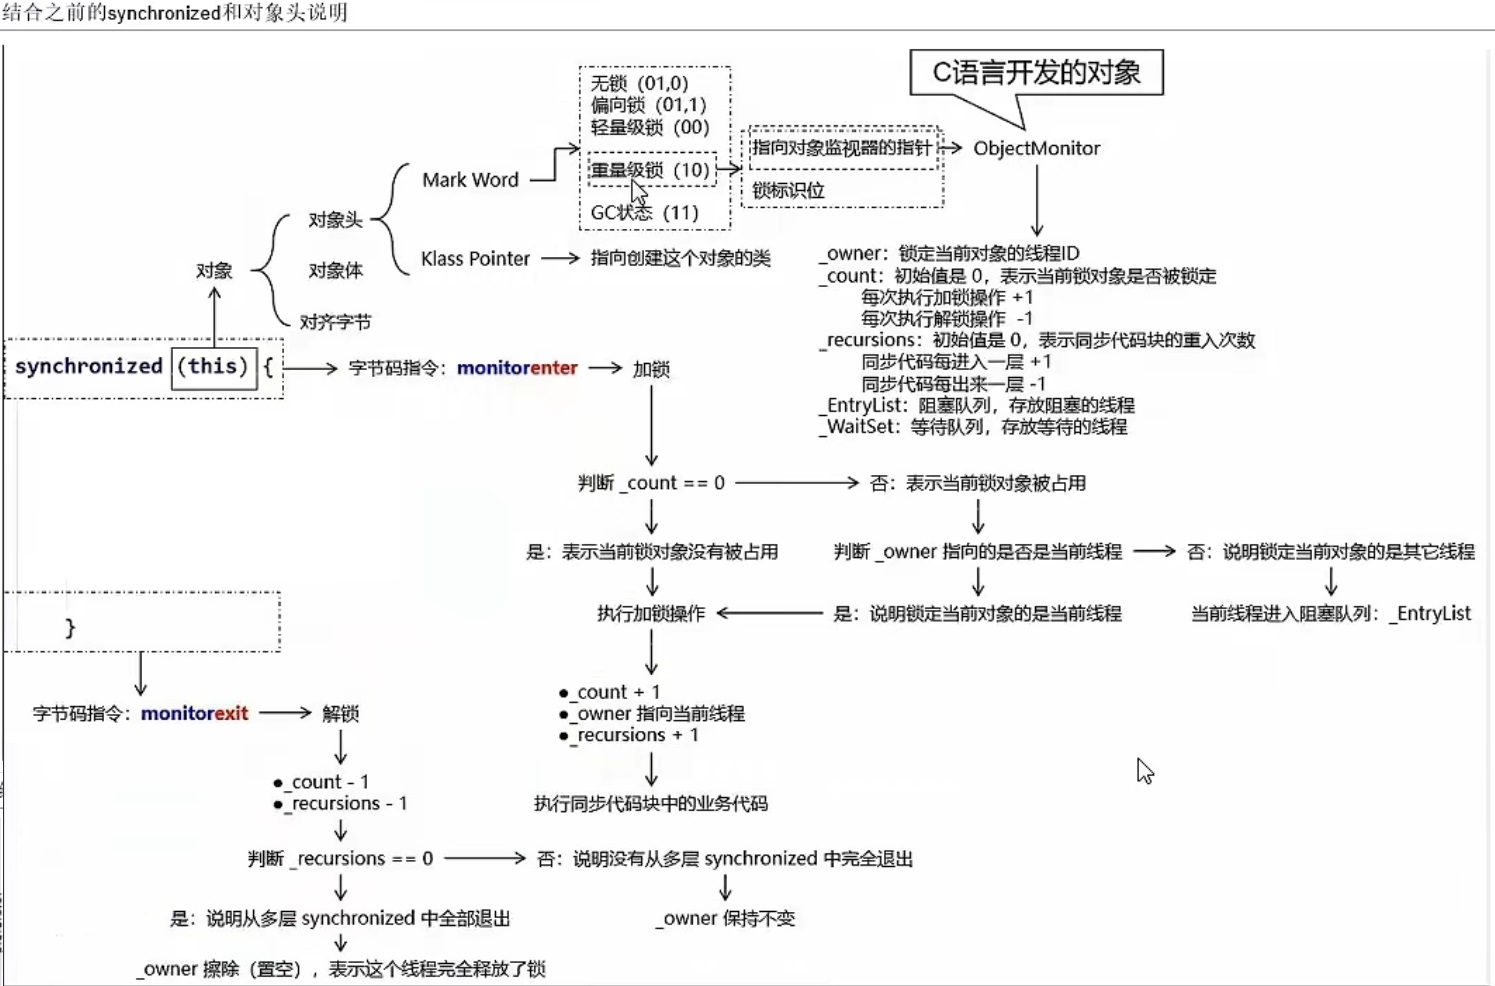 结合之前的synchronized和对象头说明
C语言开发的对象
无锁（01,0）
偏向锁（01,1）
轻量级锁（00）
重量级锁（10）
GC状态（11）
指向对象监视器的指针
锁标识位
ObjectMonitor
Mark Word
对象头
Klass Pointer
指向创建这个对象的类
对象
对象体
对齐字节
_owner：锁定当前对象的线程ID
_count：初始值是 0，表示当前锁对象是否被锁定
每次执行加锁操作 +1
每次执行解锁操作 -1
_recursions：初始值是 0，表示同步代码块的重入次数
同步代码每进入一层 +1
同步代码每出来一层 -1
_EntryList：阻塞队列，存放阻塞的线程
_WaitSet：等待队列，存放等待的线程
synchronized (this) {
字节码指令：monitorenter
加锁
判断 _count == 0
否：表示当前锁对象被占用
是：表示当前锁对象没有被占用
判断 _owner 指向的是否是当前线程
否：说明锁定当前对象的是其它线程
执行加锁操作
是：说明锁定当前对象的是当前线程
当前线程进入阻塞队列：_EntryList
}
●_count + 1
●_owner 指向当前线程
●_recursions + 1
执行同步代码块中的业务代码
字节码指令：monitorexit
解锁
●_count - 1
●_recursions - 1
判断 _recursions == 0
否：说明没有从多层 synchronized 中完全退出
是：说明从多层 synchronized 中全部退出
_owner 保持不变
_owner 擦除（置空），表示这个线程完全释放了锁